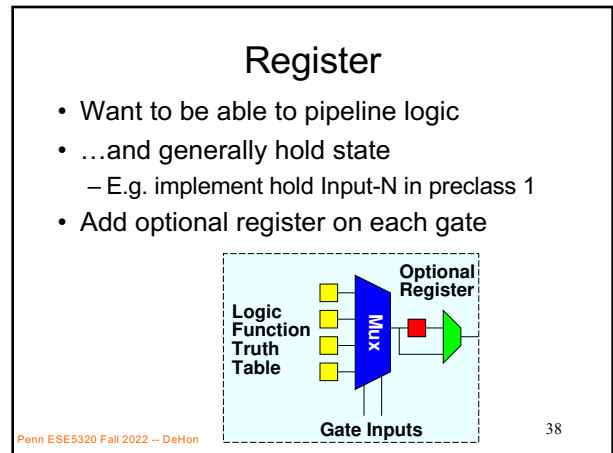 Register
• Want to be able to pipeline logic
• …and generally hold state
– E.g. implement hold Input-N in preclass 1
• Add optional register on each gate
Optional
Register
Logic
Function
Truth
Table
Mux
Gate Inputs
Penn ESE5320 Fall 2022 -- DeHon
38